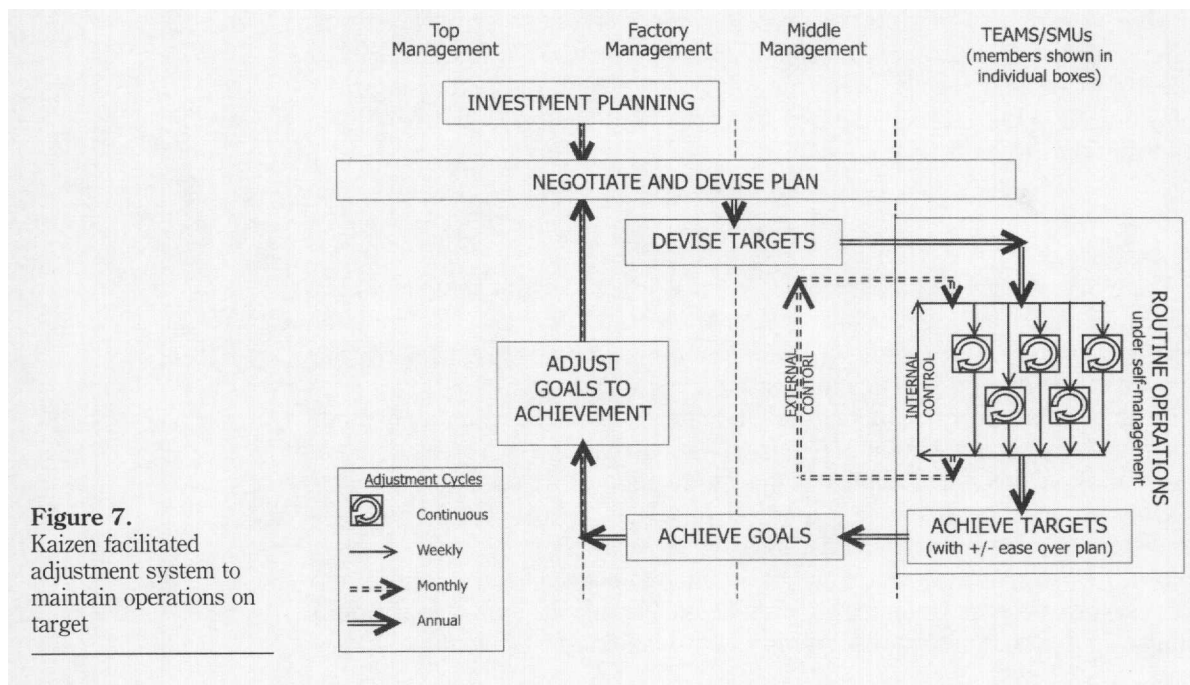 Top
Management
Factory
Management
Middle
Management
TEAMS/SMUs
(members shown in
individual boxes)
INVESTMENT PLANNING
NEGOTIATE AND DEVISE PLAN
DEVISE TARGETS
ADJUST
GOALS TO
ACHIEVEMENT
EXTERNAL
CONTORL
INTERNAL
CONTROL
ROUTINE OPERATIONS
under self-management
ACHIEVE TARGETS
(with +/- ease over plan)
ACHIEVE GOALS
Adjustment Cycles
Continuous
Weekly
Monthly
Annual
Figure 7.
Kaizen facilitated
adjustment system to
maintain operations on
target